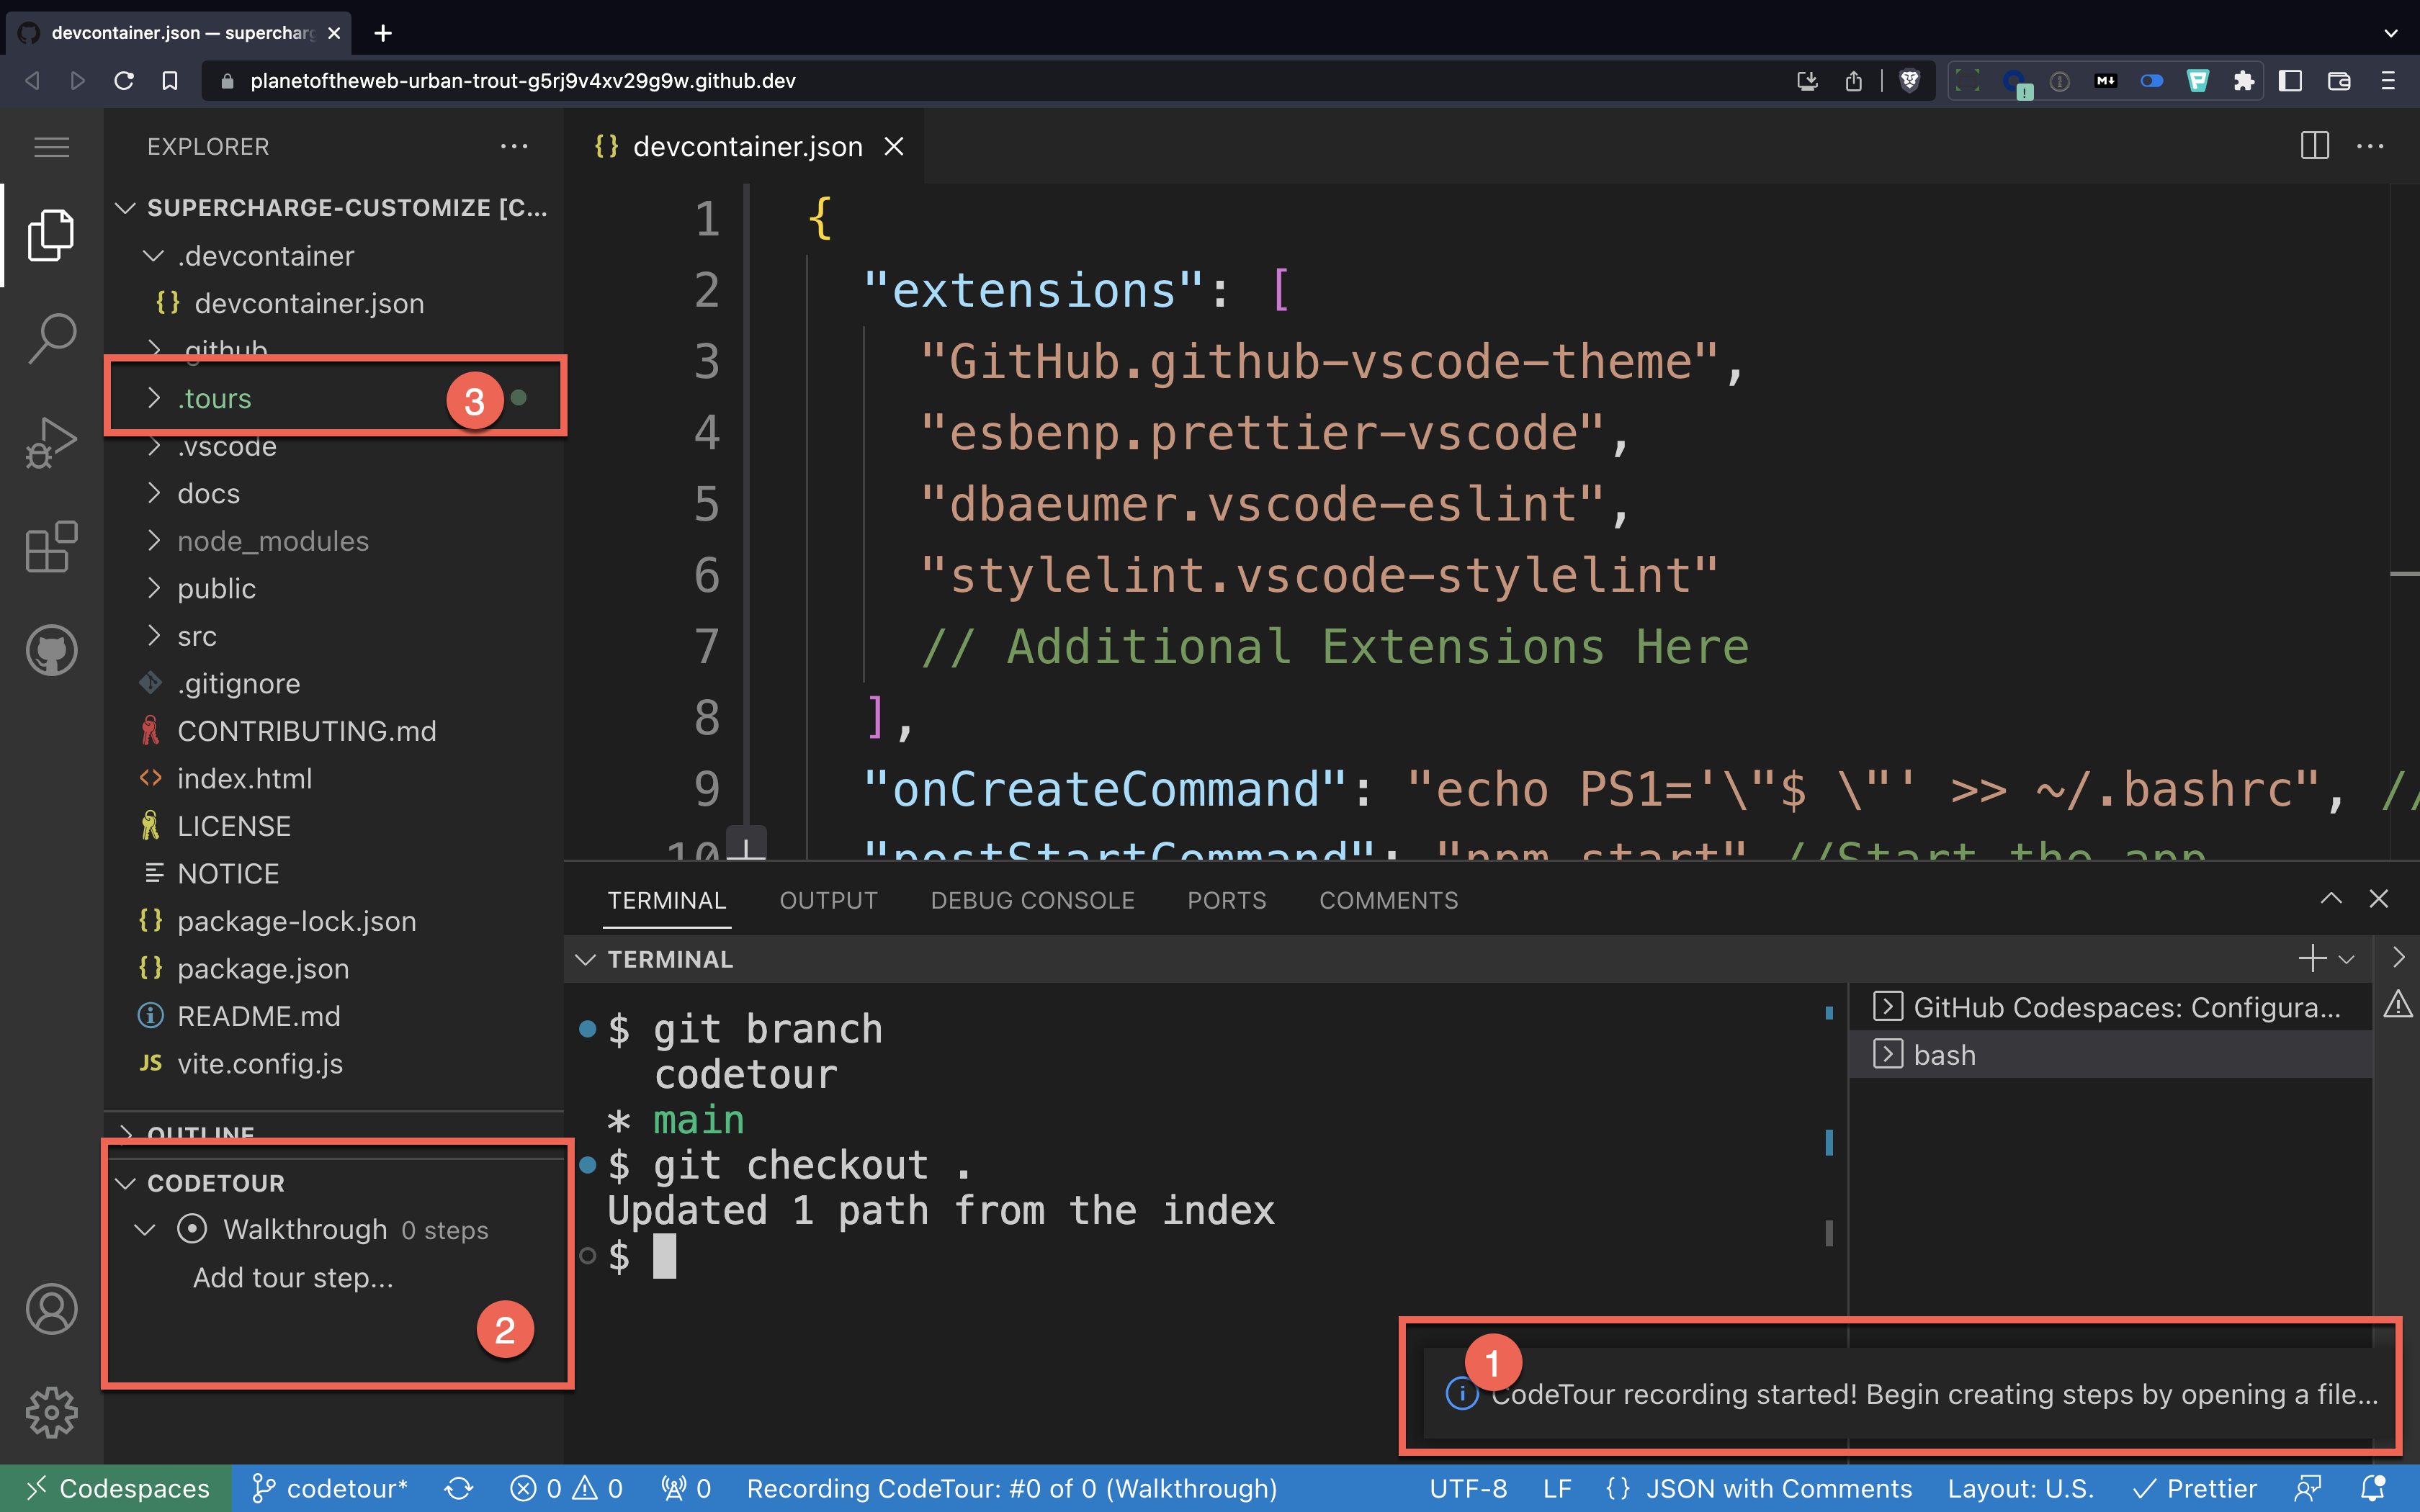 devcontainer.json — supercharg
planetoftheweb-urban-trout-g5rj9v4xv29g9w.github.dev
EXPLORER
SUPERCHARGE-CUSTOMIZE [C...
.devcontainer
{} devcontainer.json
.github
.tours
3
.vscode
docs
node_modules
public
src
.gitignore
CONTRIBUTING.md
index.html
LICENSE
NOTICE
{} package-lock.json
{} package.json
README.md
JS vite.config.js
OUTLINE
CODETOUR
Walkthrough 0 steps
Add tour step...
2
{} devcontainer.json
1 {
2 "extensions": [
3 "GitHub.github-vscode-theme",
4 "esbenp.prettier-vscode",
5 "dbaeumer.vscode-eslint",
6 "stylelint.vscode-stylelint"
7 // Additional Extensions Here
8 ],
9 "onCreateCommand": "echo PS1='\"$ \"' >> ~/.bashrc", //
10 "postStartCommand": "npm start" //Start the app
TERMINAL OUTPUT DEBUG CONSOLE PORTS COMMENTS
TERMINAL
$ git branch
codetour
* main
$ git checkout .
Updated 1 path from the index
$
GitHub Codespaces: Configura...
bash
1
CodeTour recording started! Begin creating steps by opening a file...
Codespaces codetour* 0 0 0 Recording CodeTour: #0 of 0 (Walkthrough) UTF-8 LF {} JSON with Comments Layout: U.S. Prettier